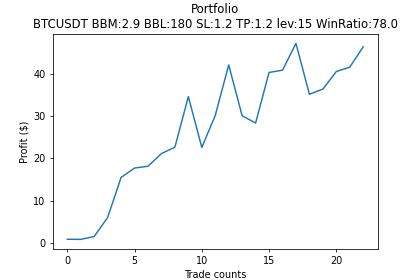 Portfolio
BTCUSDT BBM:2.9 BBL:180 SL:1.2 TP:1.2 lev:15 WinRatio:78.0
40
30
20
10
0
Profit ($)
0 5 10 15 20
Trade counts